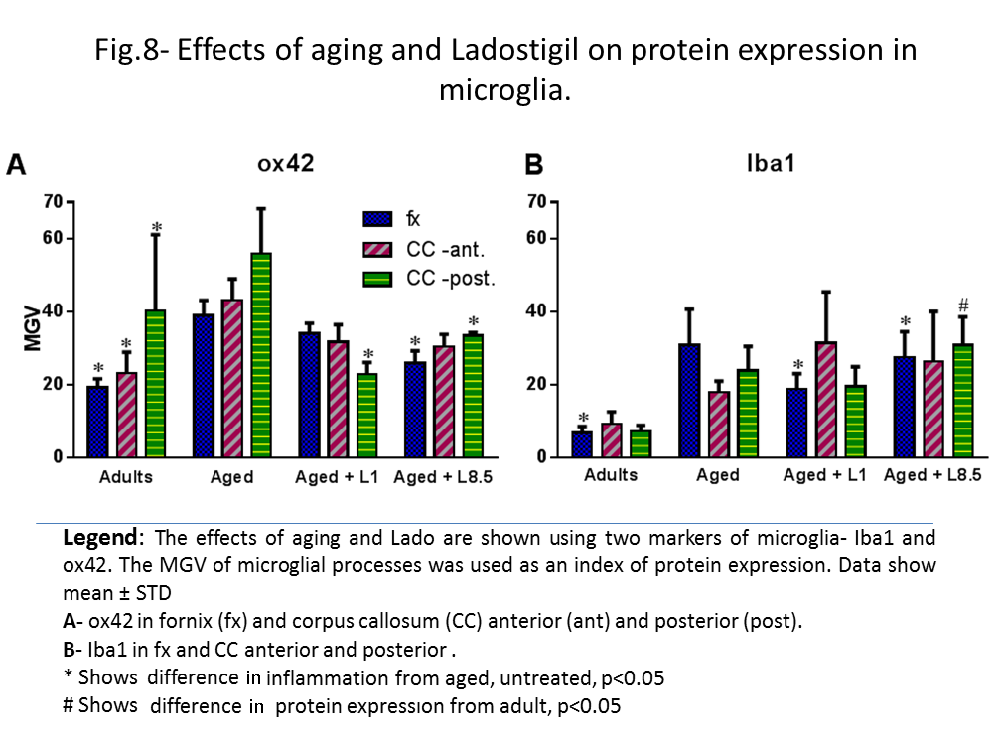 Fig.8- Effects of aging and Ladostigil on protein expression in
microglia.
A
ox42
MGV
70
60
40
20
0
fx
CC -ant.
CC -post.
*
*
*
*
*
*
Adults
Aged
Aged + L1
Aged + L8.5
B
Iba1
70
60
40
20
0
*
*
*
#
Adults
Aged
Aged + L1
Aged + L8.5
Legend: The effects of aging and Lado are shown using two markers of microglia- Iba1 and
ox42. The MGV of microglial processes was used as an index of protein expression. Data show
mean ± STD
A- ox42 in fornix (fx) and corpus callosum (CC) anterior (ant) and posterior (post).
B- Iba1 in fx and CC anterior and posterior .
* Shows difference in inflammation from aged, untreated, p<0.05
# Shows difference in protein expression from adult, p<0.05